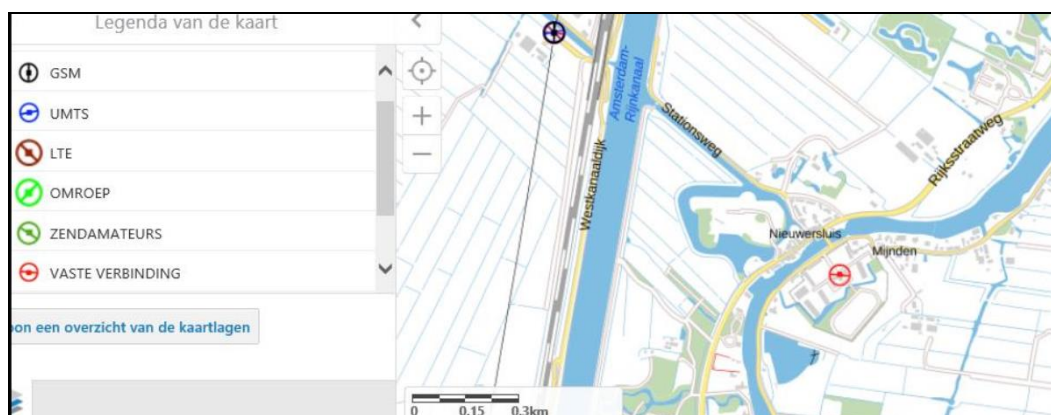 Legenda van de kaart
GSM
UMTS
LTE
OMROEP
ZENDAMATEURS
VASTE VERBINDING
oon een overzicht van de kaartlagen
Amsterdam-
Rijnkanaal
Stationsweg
Westkanaaldijk
Rijksstraatweg
Nieuwersluis
Mijnden
0 0.15 0.3km